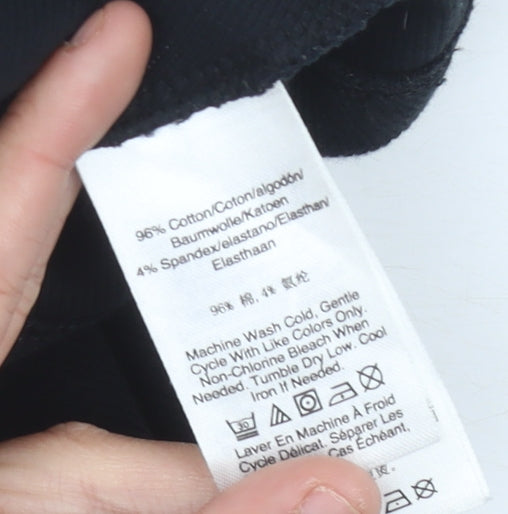 96% Cotton/Coton/algodón/
Baumwolle/Katoen
4% Spandex/elastano/Elasthan/
Elasthaan
96% 棉, 4% 氨纶
Machine Wash Cold, Gentle
Cycle With Like Colors Only.
Non-Chlorine Bleach When
Needed. Tumble Dry Low. Cool
Iron If Needed.
30
Laver En Machine À Froid
Cycle Délicat. Séparer Les
Cas Échéant,